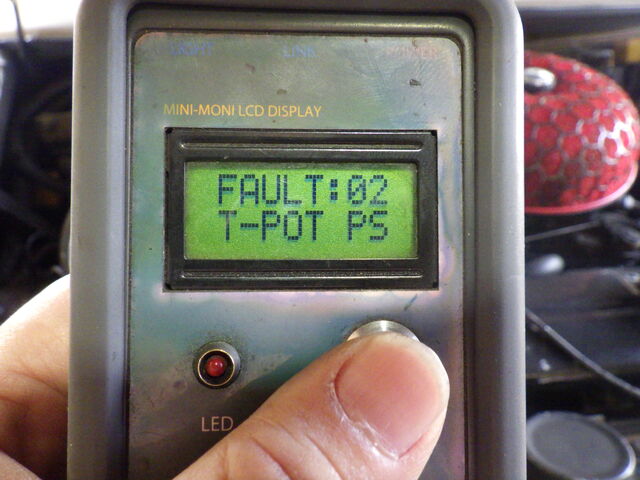 MINI-MONI LCD DISPLAY
FAULT:02
T-POT PS
LED